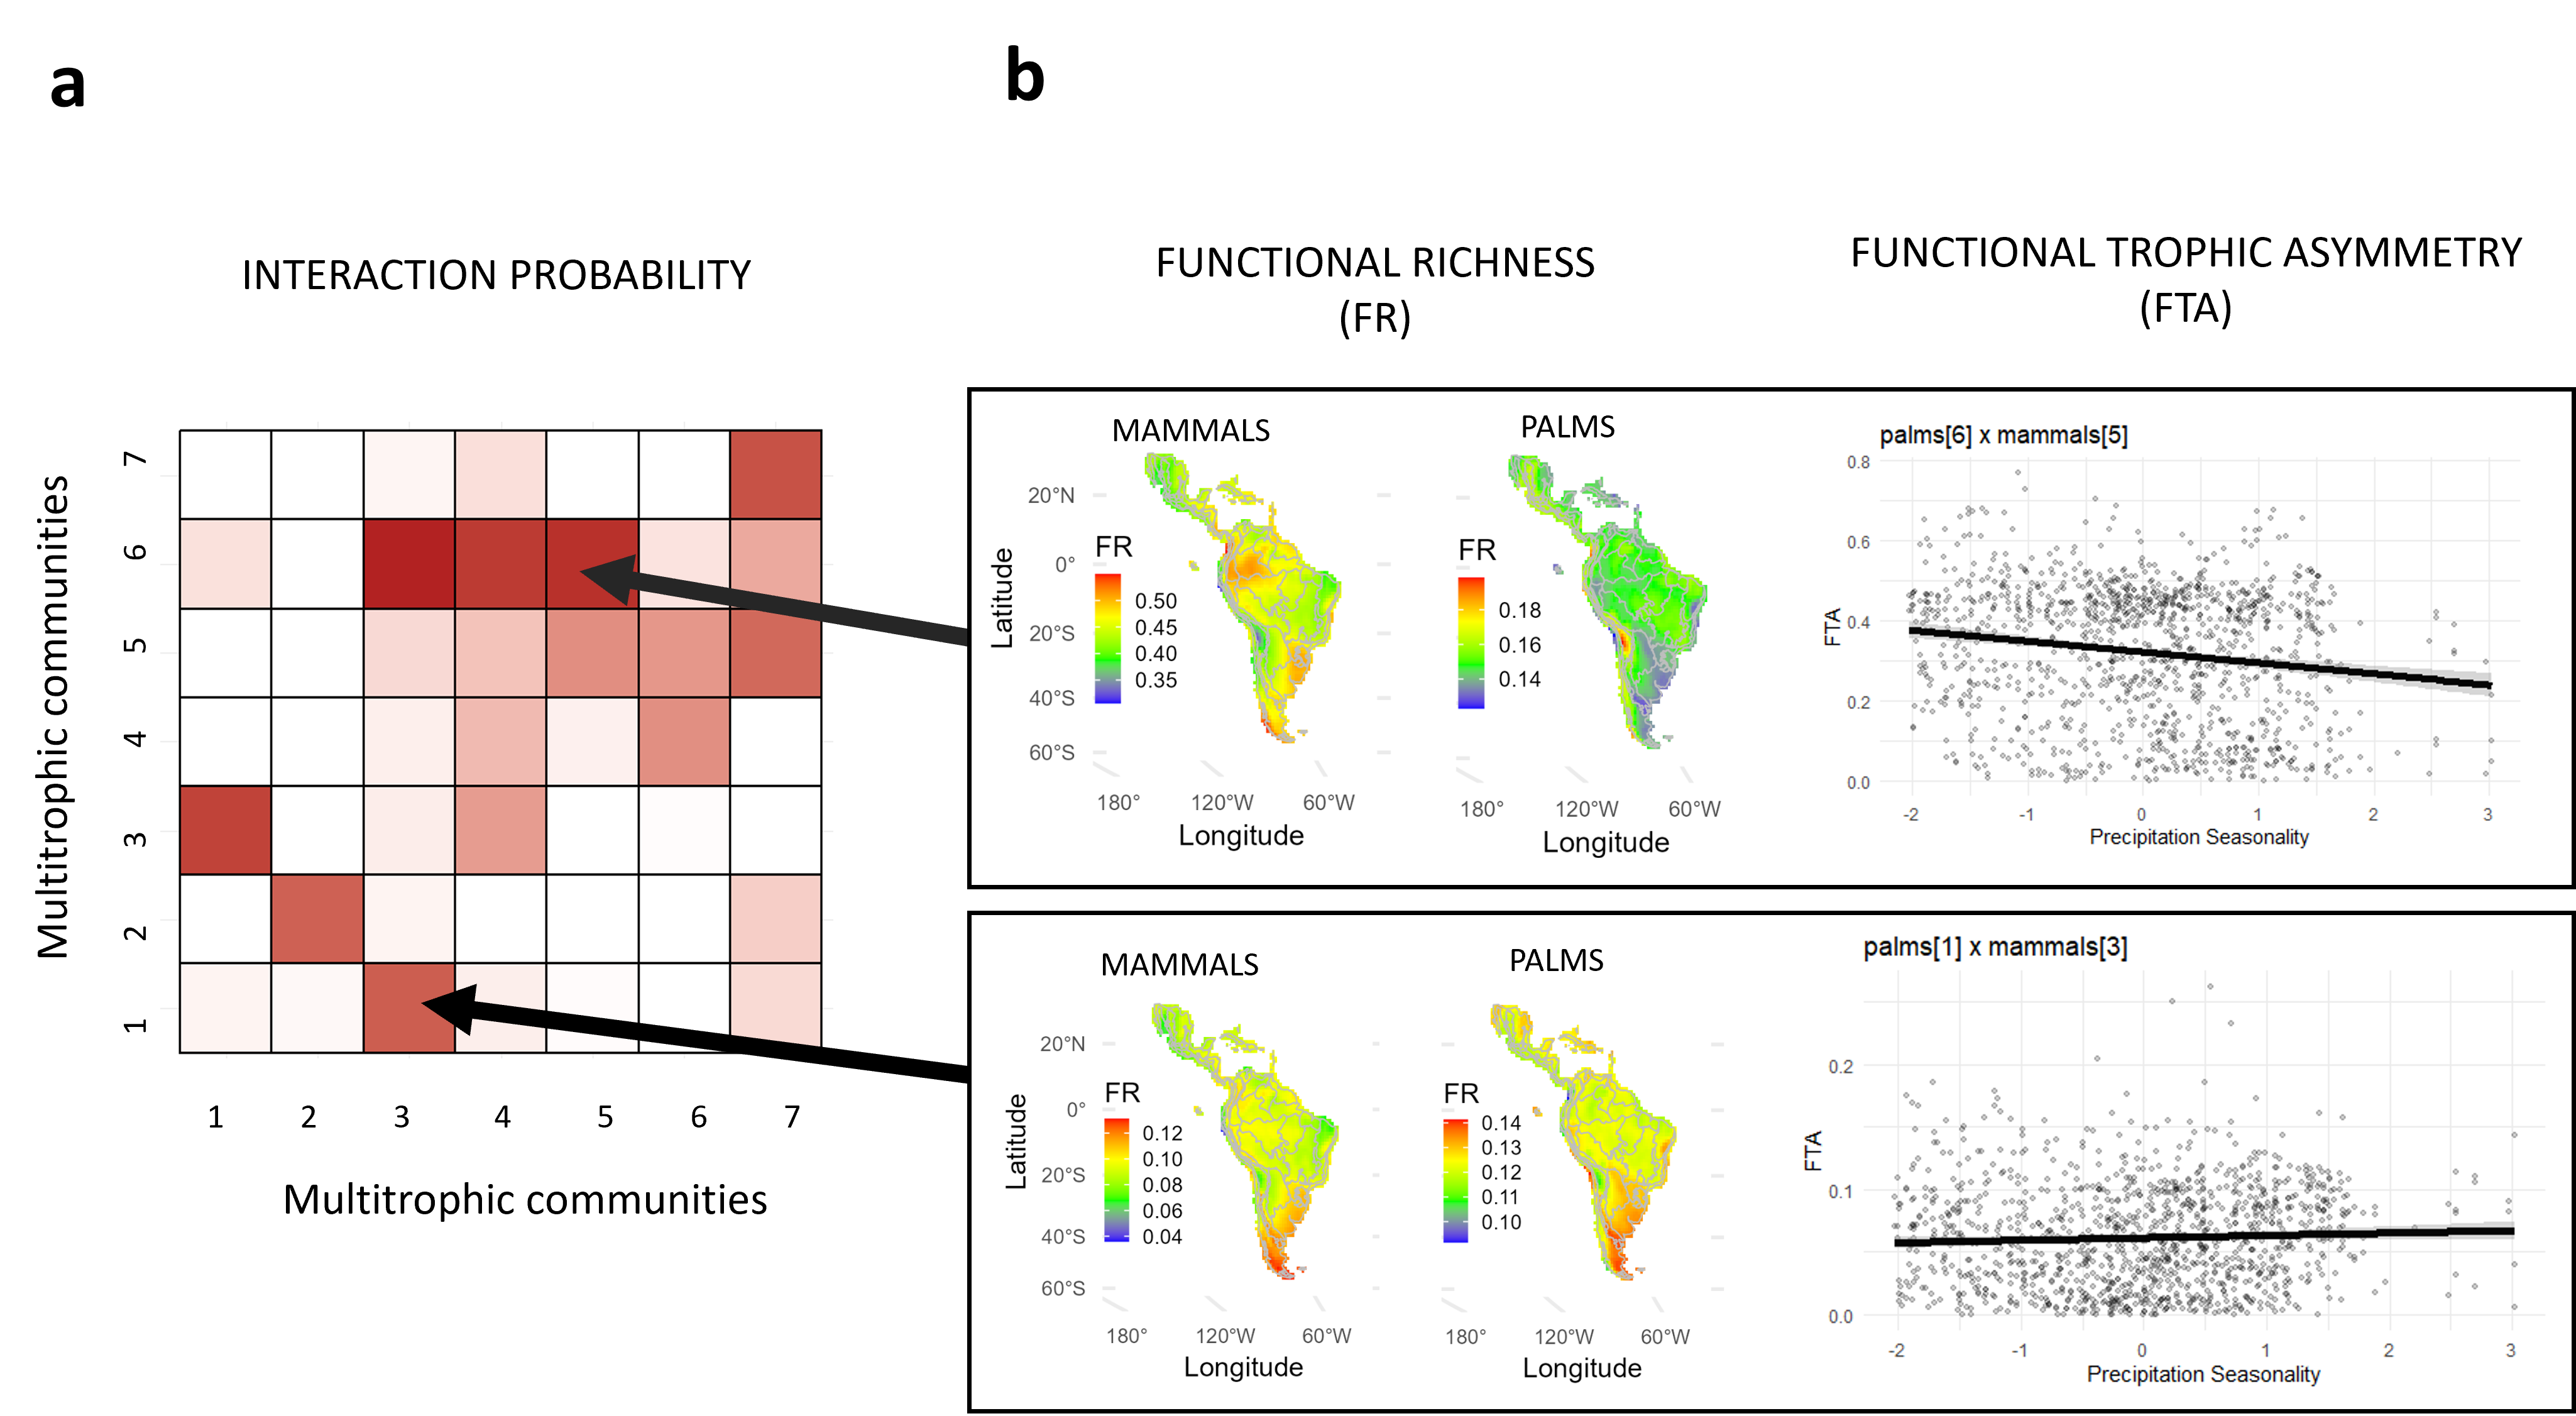 a
b
INTERACTION PROBABILITY
FUNCTIONAL RICHNESS
(FR)
FUNCTIONAL TROPHIC ASYMMETRY
(FTA)
Multitrophic communities
7
6
5
4
3
2
1
1 2 3 4 5 6 7
Multitrophic communities
MAMMALS
Latitude
20°N
0°
20°S
40°S
60°S
FR
0.50
0.45
0.40
0.35
180° 120°W 60°W
Longitude
PALMS
FR
0.18
0.16
0.14
180° 120°W 60°W
Longitude
palms[6] x mammals[5]
FTA
0.8
0.6
0.4
0.2
0.0
-2 -1 0 1 2 3
Precipitation Seasonality
MAMMALS
Latitude
20°N
0°
20°S
40°S
60°S
FR
0.12
0.10
0.08
0.06
0.04
180° 120°W 60°W
Longitude
PALMS
FR
0.14
0.13
0.12
0.11
0.10
180° 120°W 60°W
Longitude
palms[1] x mammals[3]
FTA
0.2
0.1
0.0
-2 -1 0 1 2 3
Precipitation Seasonality